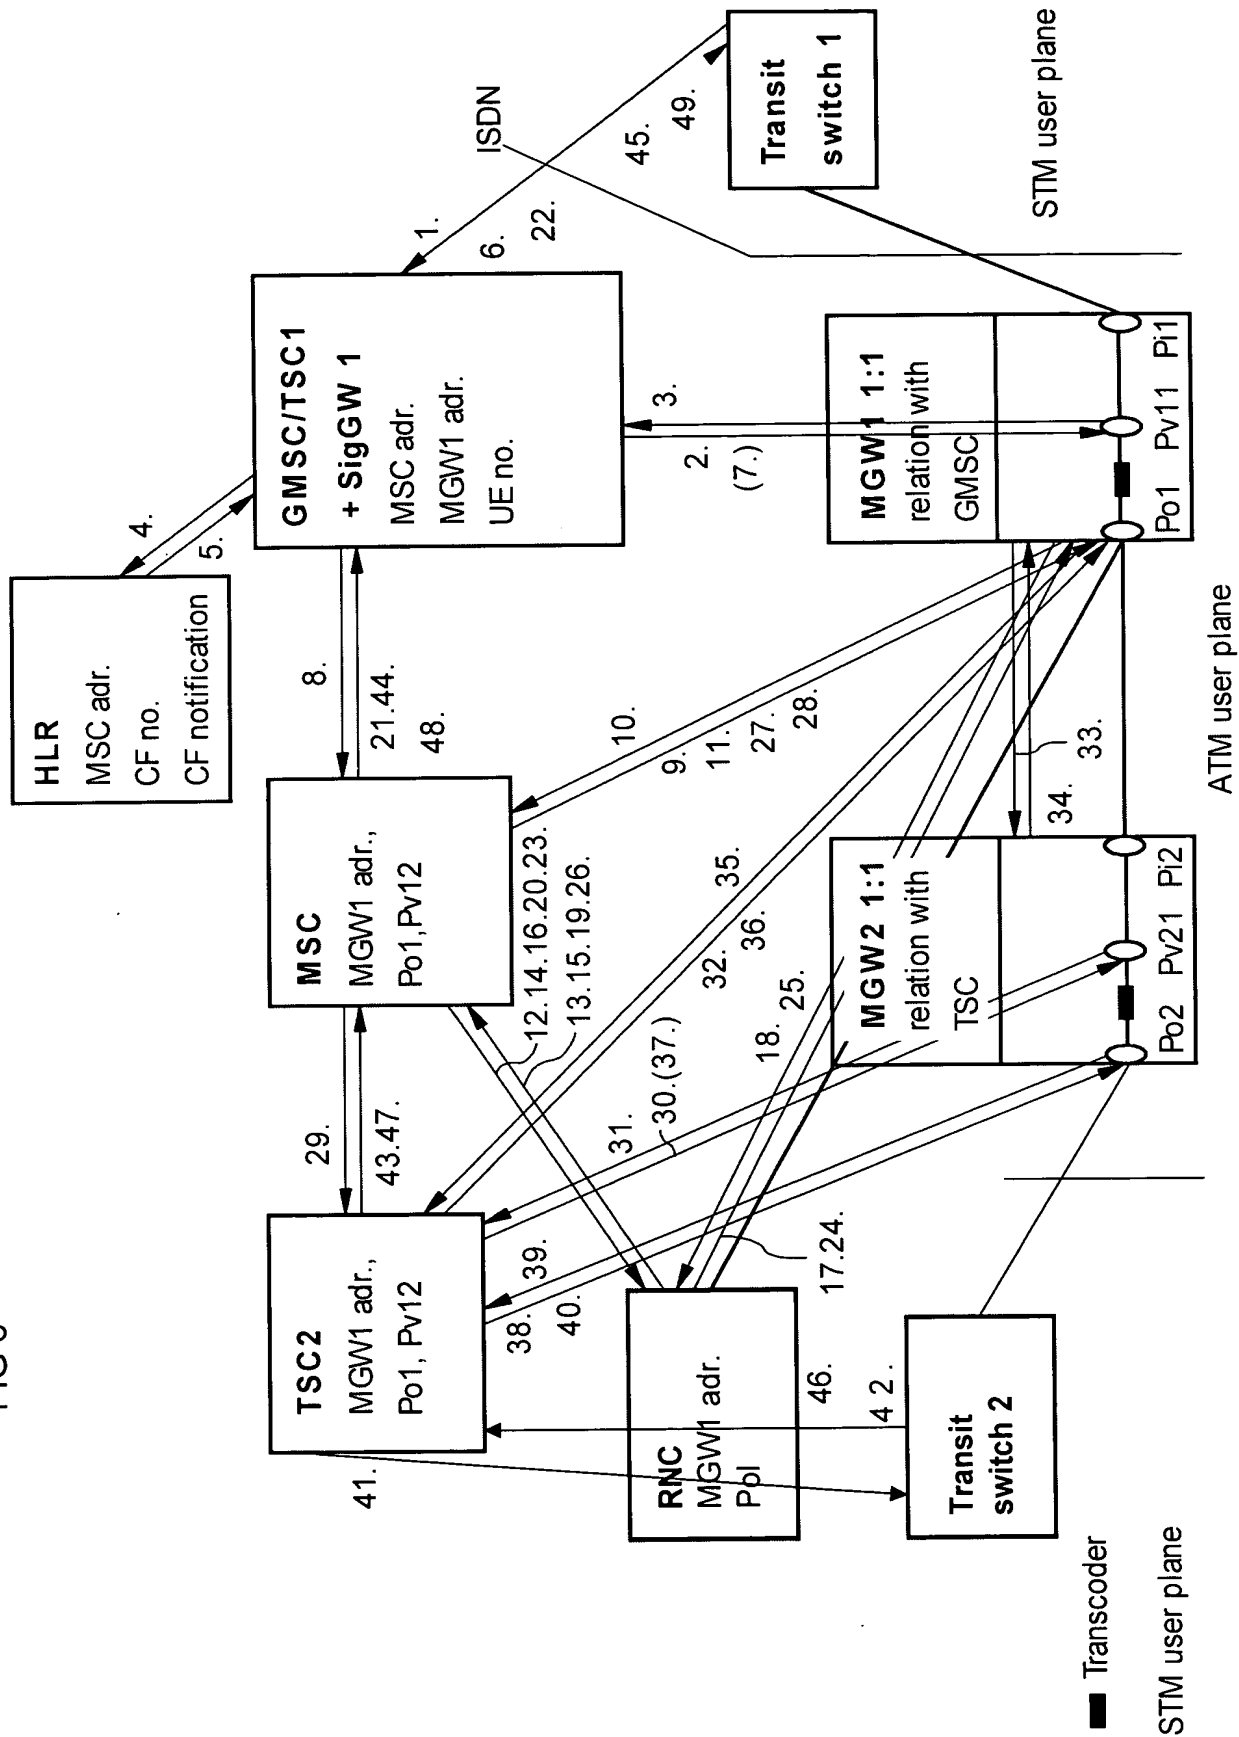 HLR
MSC adr.
CF no.
CF notification
4.
5.
GMSC/TSC1
+ SigGW 1
MSC adr.
MGW1 adr.
UE no.
1.
6.
22.
ISDN
45.
49.
Transit
switch 1
STM user plane
8.
21.44.
48.
MSC
MGW1 adr.,
Po1,Pv12
3.
2.
(7.)
MGW1 1:1
relation with
GMSC
Po1 Pv11 Pi1
10.
9.
11.
27.
28.
12.14.16.20.23.
13.15.19.26.
35.
32.
36.
33.
34.
ATM user plane
29.
43.47.
TSC2
MGW1 adr.,
Po1, Pv12
31.
30.(37.)
18.
25.
MGW2 1:1
relation with
TSC
Po2 Pv21 Pi2
39.
38.
40.
17.24.
41.
RNC
MGW1 adr.
Pol
46.
4 2 .
Transit
switch 2
Transcoder
STM user plane